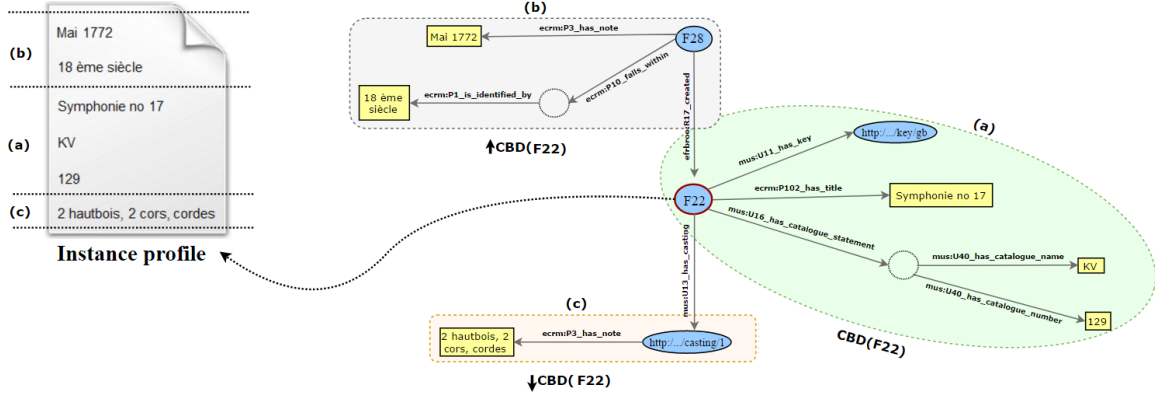 (b)
Mai 1772
18 ème siècle
(a)
Symphonie no 17
KV
129
(c)
2 hautbois, 2 cors, cordes
Instance profile
(b)
Mai 1772
ecrm:P3_has_note
F28
ecrm:P10_falls_within
18 ème
siècle
ecrm:P1_is_identified_by
efrbroo:R17_created
CBD(F22)
(a)
mus:U11_has_key
http:/.../key/gb
F22
ecrm:P102_has_title
Symphonie no 17
mus:U16_has_catalogue_statement
mus:U40_has_catalogue_name
KV
mus:U40_has_catalogue_number
129
CBD(F22)
mus:U13_has_casting
(c)
2 hautbois, 2
cors, cordes
ecrm:P3_has_note
http:/.../casting/1
CBD( F22)